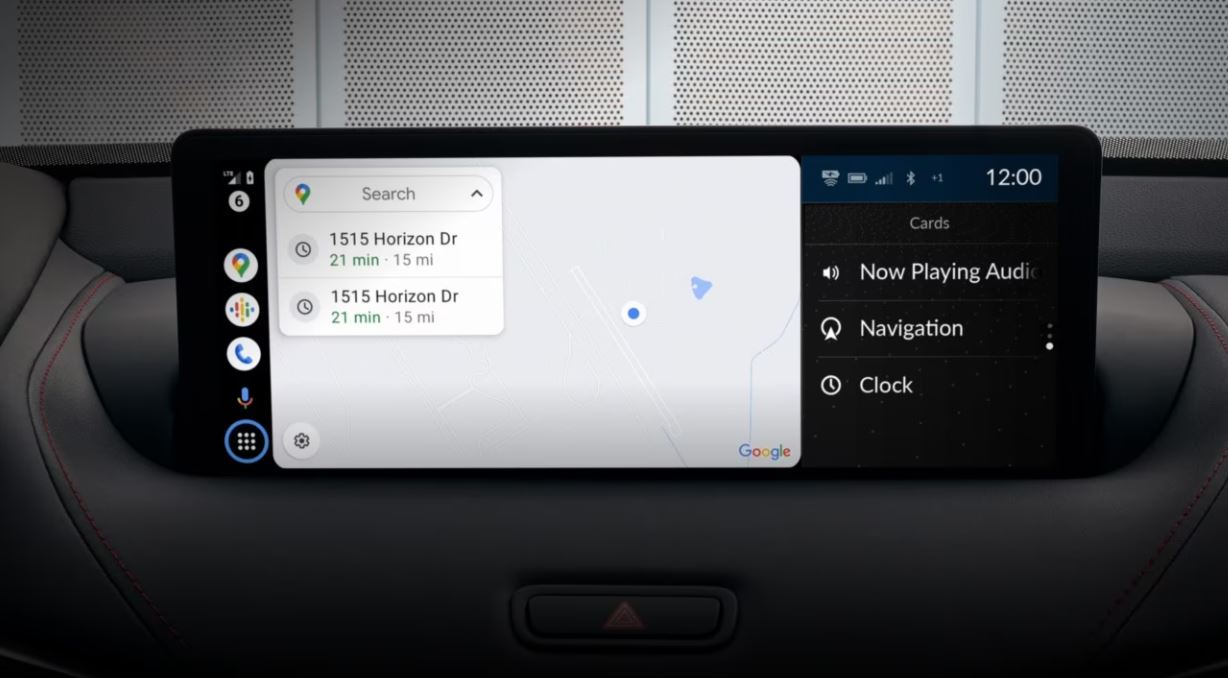 LTE
6
Search
1515 Horizon Dr
21 min · 15 mi
1515 Horizon Dr
21 min · 15 mi
Google
+1
12:00
Cards
Now Playing Audio
Navigation
Clock